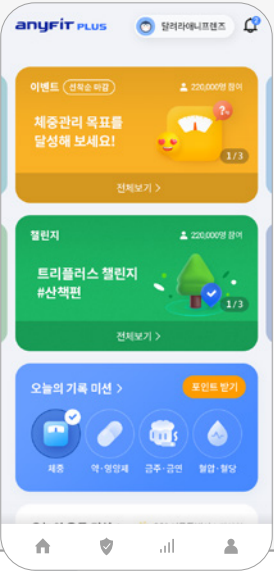 anyFiT PLUS
달려라애니프렌즈
이벤트 선착순 마감
220,000명 참여
체중관리 목표를
달성해 보세요!
1/3
전체보기 >
챌린지
220,000명 참여
트리플러스 챌린지
#산책편
1/3
전체보기 >
오늘의 기록 미션 >
포인트 받기
체중
약·영양제
금주·금연
혈압·혈당